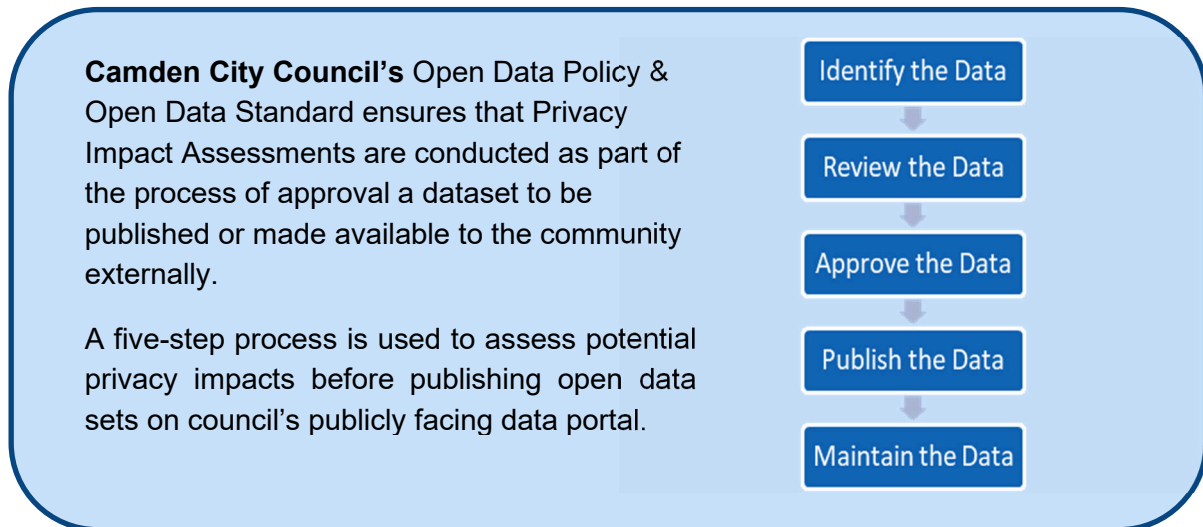 Camden City Council's Open Data Policy &
Open Data Standard ensures that Privacy
Impact Assessments are conducted as part of
the process of approval a dataset to be
published or made available to the community
externally.
A five-step process is used to assess potential
privacy impacts before publishing open data
sets on council's publicly facing data portal.
Identify the Data
Review the Data
Approve the Data
Publish the Data
Maintain the Data